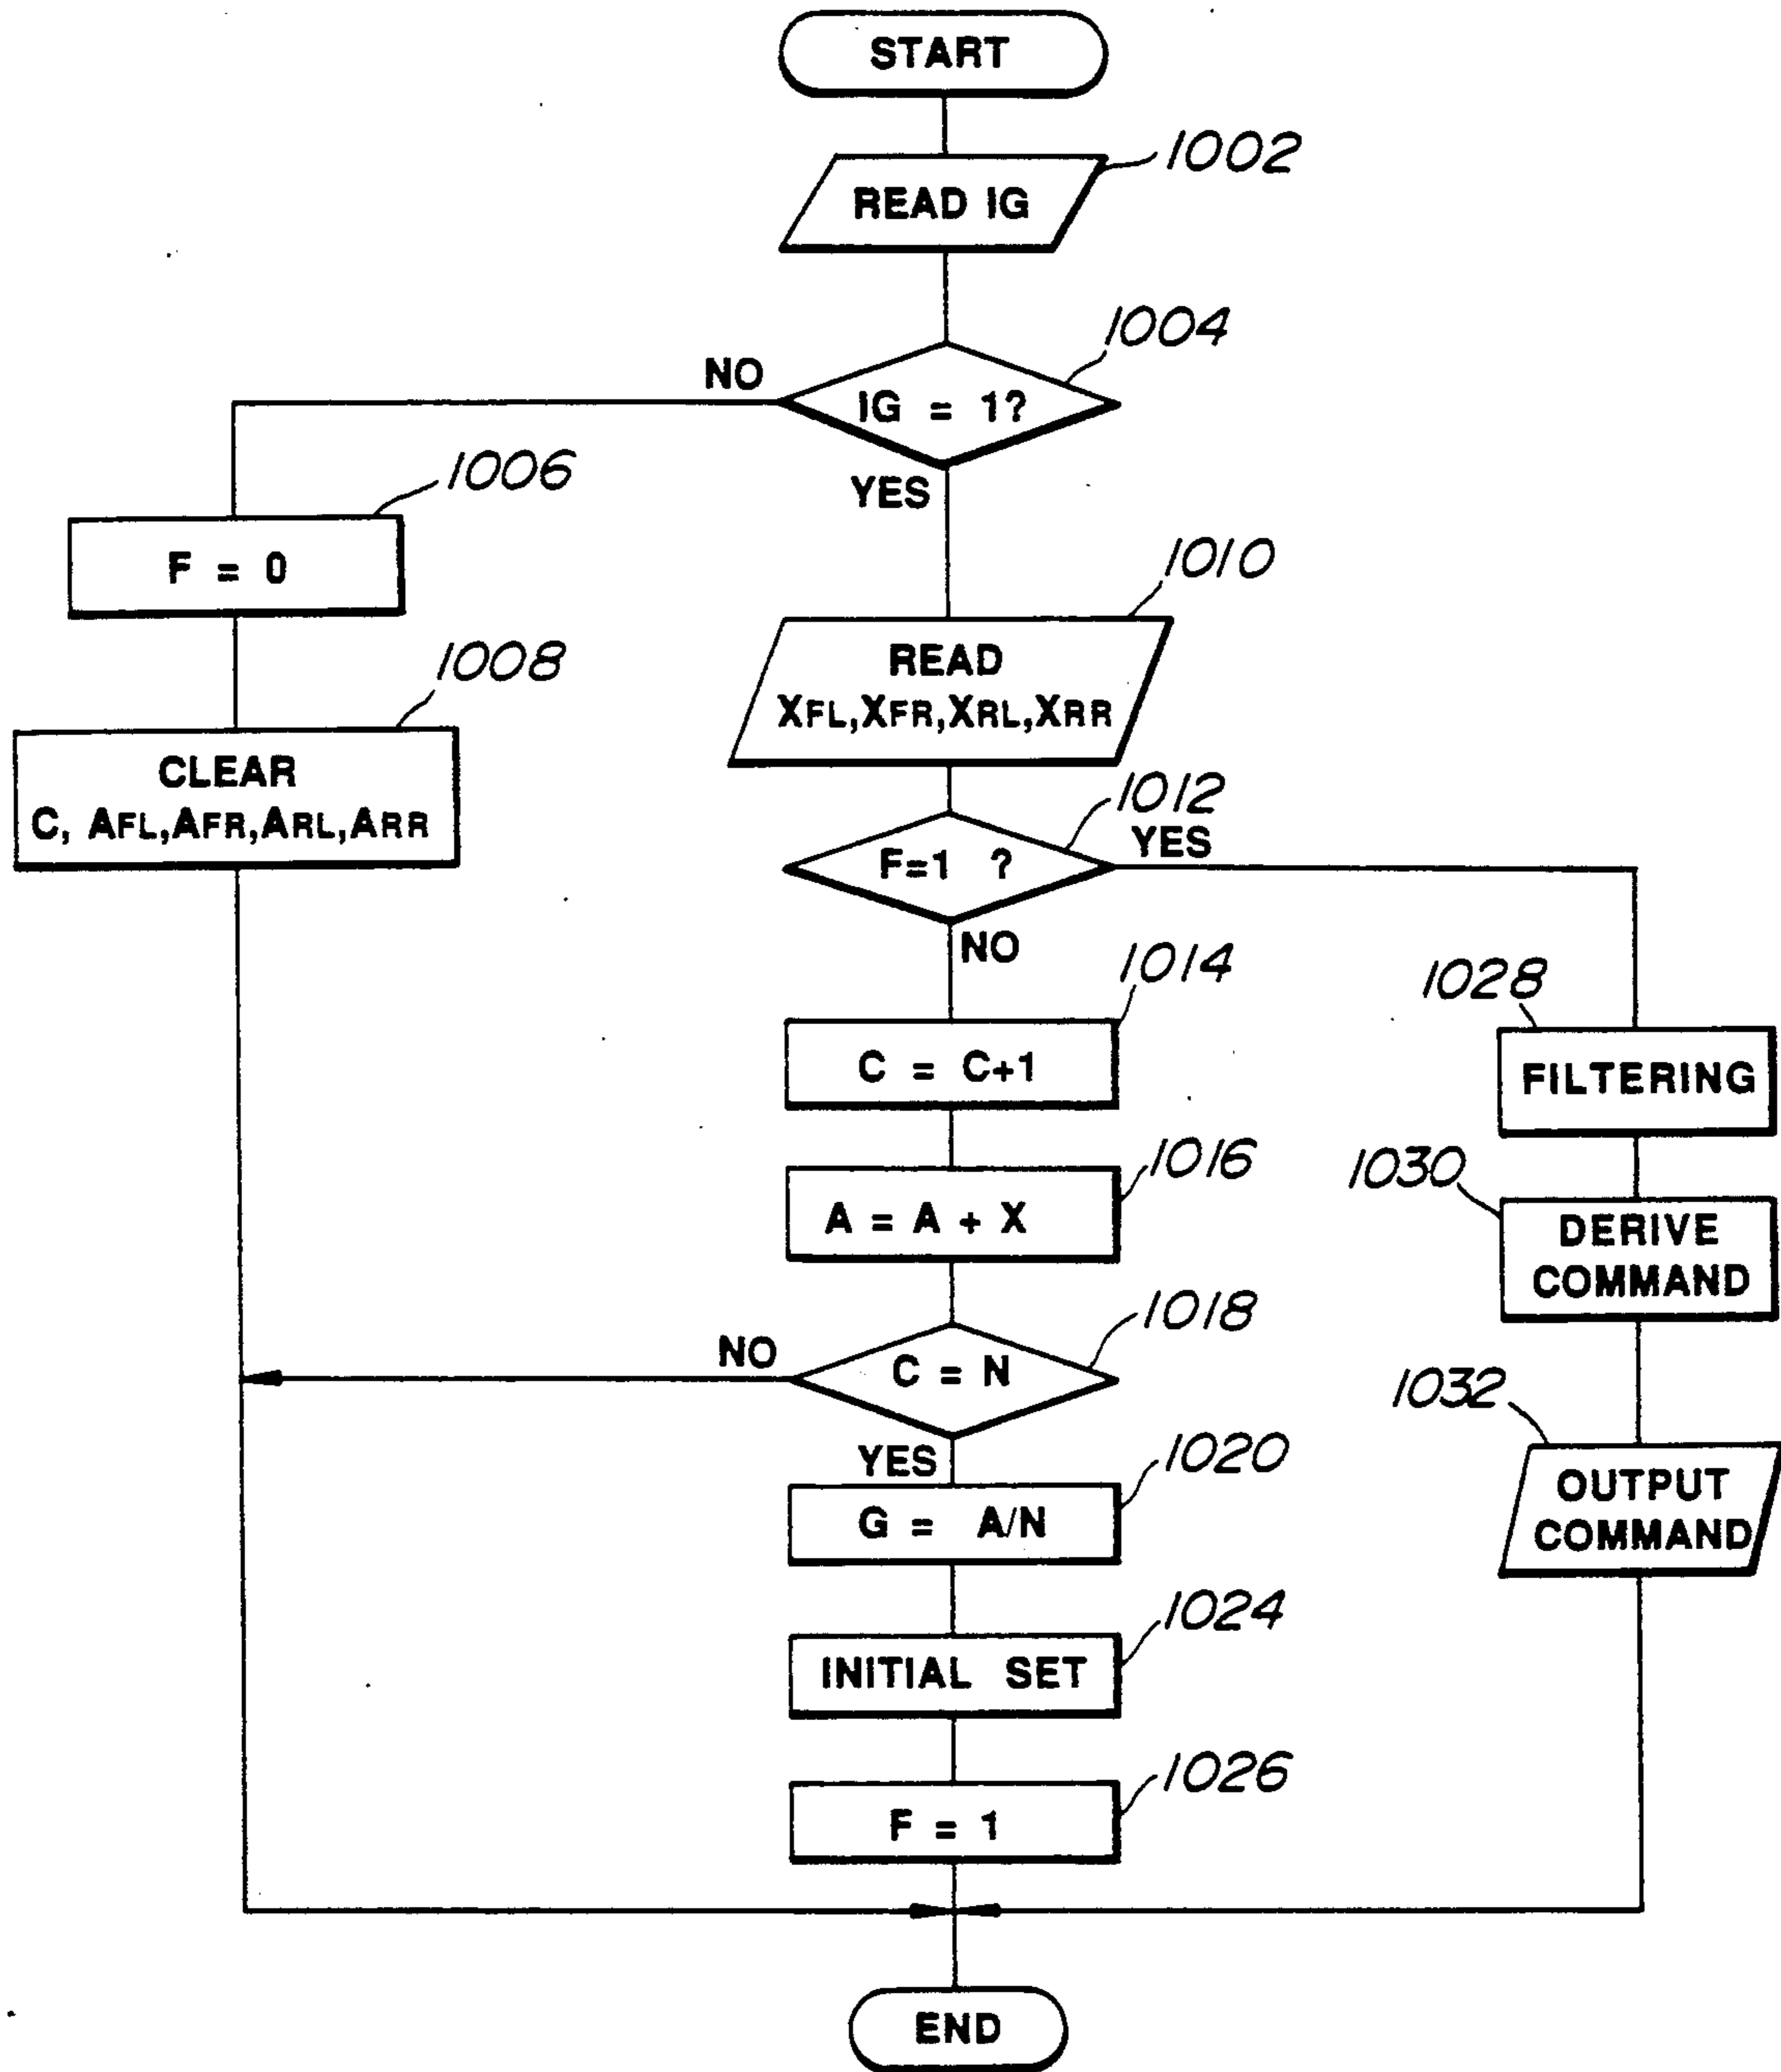 START
1002
READ IG
1004
NO
IG = 1?
YES
1006
F = 0
1010
READ
XFL,XFR,XRL,XRR
1008
CLEAR
C, AFL,AFR,ARL,ARR
1012
YES
F=1 ?
NO
1014
C = C+1
1028
FILTERING
1016
A = A + X
1030
DERIVE
COMMAND
1018
NO
C = N
YES
1032
OUTPUT
COMMAND
1020
G = A/N
1024
INITIAL SET
1026
F = 1
END